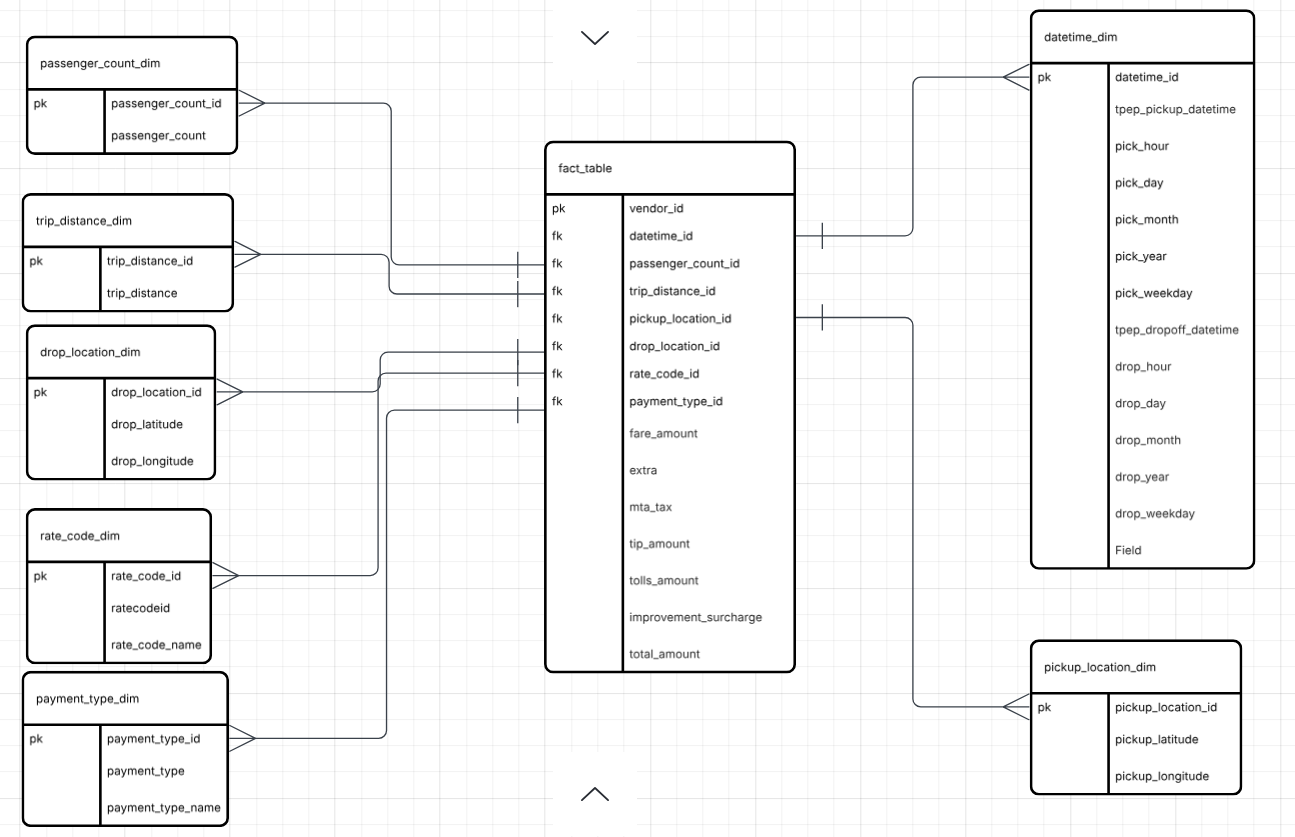 passenger_count_dim
pk passenger_count_id
passenger_count
trip_distance_dim
pk trip_distance_id
trip_distance
drop_location_dim
pk drop_location_id
drop_latitude
drop_longitude
rate_code_dim
pk rate_code_id
ratecodeid
rate_code_name
payment_type_dim
pk payment_type_id
payment_type
payment_type_name
fact_table
pk vendor_id
fk datetime_id
fk passenger_count_id
fk trip_distance_id
fk pickup_location_id
fk drop_location_id
fk rate_code_id
fk payment_type_id
fare_amount
extra
mta_tax
tip_amount
tolls_amount
improvement_surcharge
total_amount
datetime_dim
pk datetime_id
tpep_pickup_datetime
pick_hour
pick_day
pick_month
pick_year
pick_weekday
tpep_dropoff_datetime
drop_hour
drop_day
drop_month
drop_year
drop_weekday
Field
pickup_location_dim
pk pickup_location_id
pickup_latitude
pickup_longitude